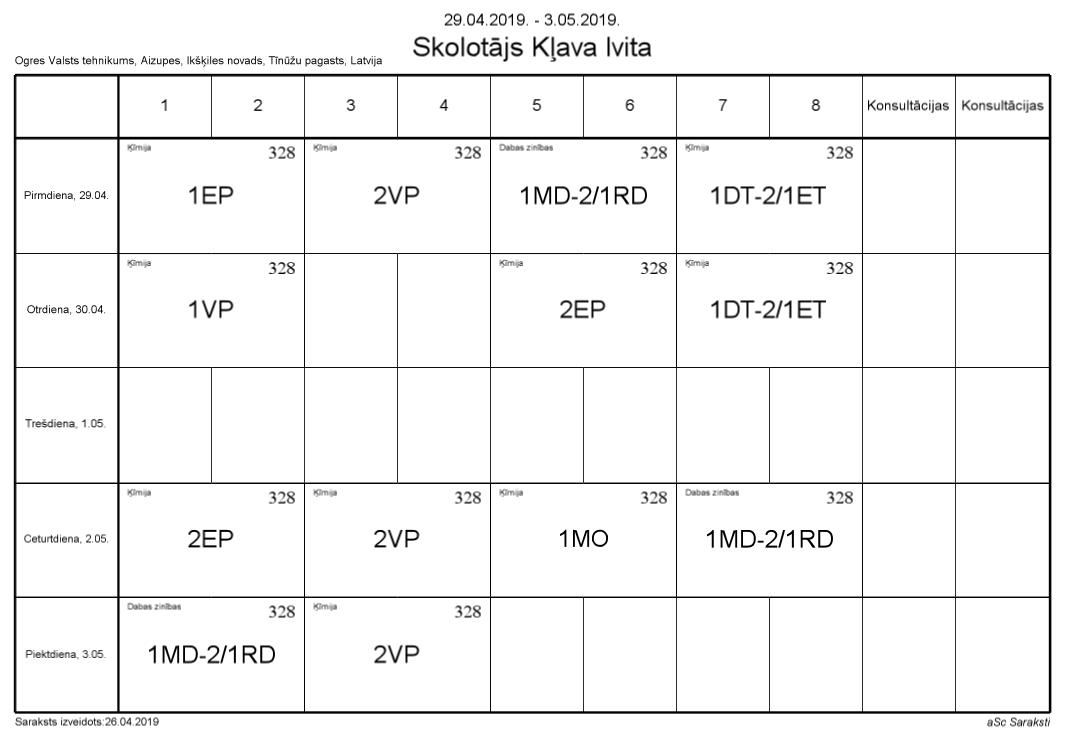 29.04.2019. - 3.05.2019.
Skolotājs Kļava Ivita
Ogres Valsts tehnikums, Aizupes, Ikšķiles novads, Tīnūžu pagasts, Latvija
1 2 3 4 5 6 7 8 Konsultācijas Konsultācijas
Ķīmija 328 Ķīmija 328 Dabas zinības 328 Ķīmija 328
Pirmdiena, 29.04. 1EP 2VP 1MD-2/1RD 1DT-2/1ET
Ķīmija 328 Ķīmija 328 Ķīmija 328
Otrdiena, 30.04. 1VP 2EP 1DT-2/1ET
Trešdiena, 1.05.
Ķīmija 328 Ķīmija 328 Ķīmija 328 Dabas zinības 328
Ceturtdiena, 2.05. 2EP 2VP 1MO 1MD-2/1RD
Dabas zinības 328 Ķīmija 328
Piektdiena, 3.05. 1MD-2/1RD 2VP
Saraksts izveidots:26.04.2019 aSc Saraksti